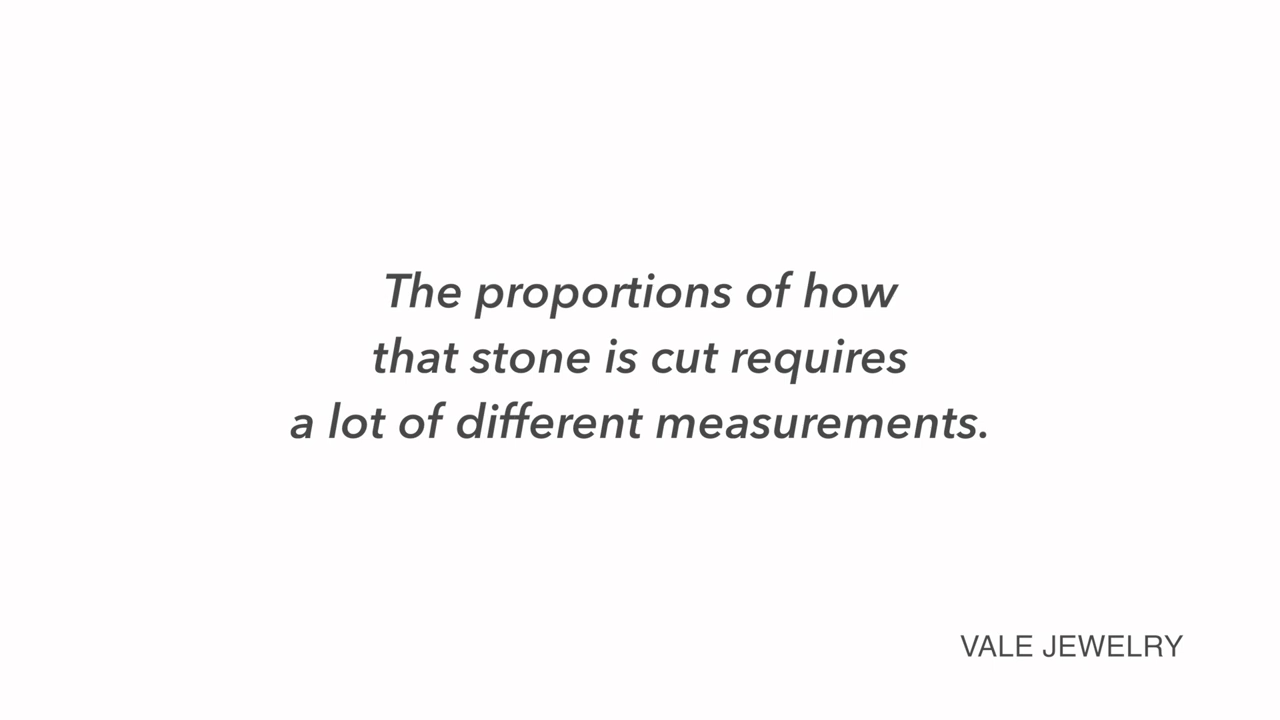 The proportions of how
that stone is cut requires
a lot of different measurements.
VALE JEWELRY